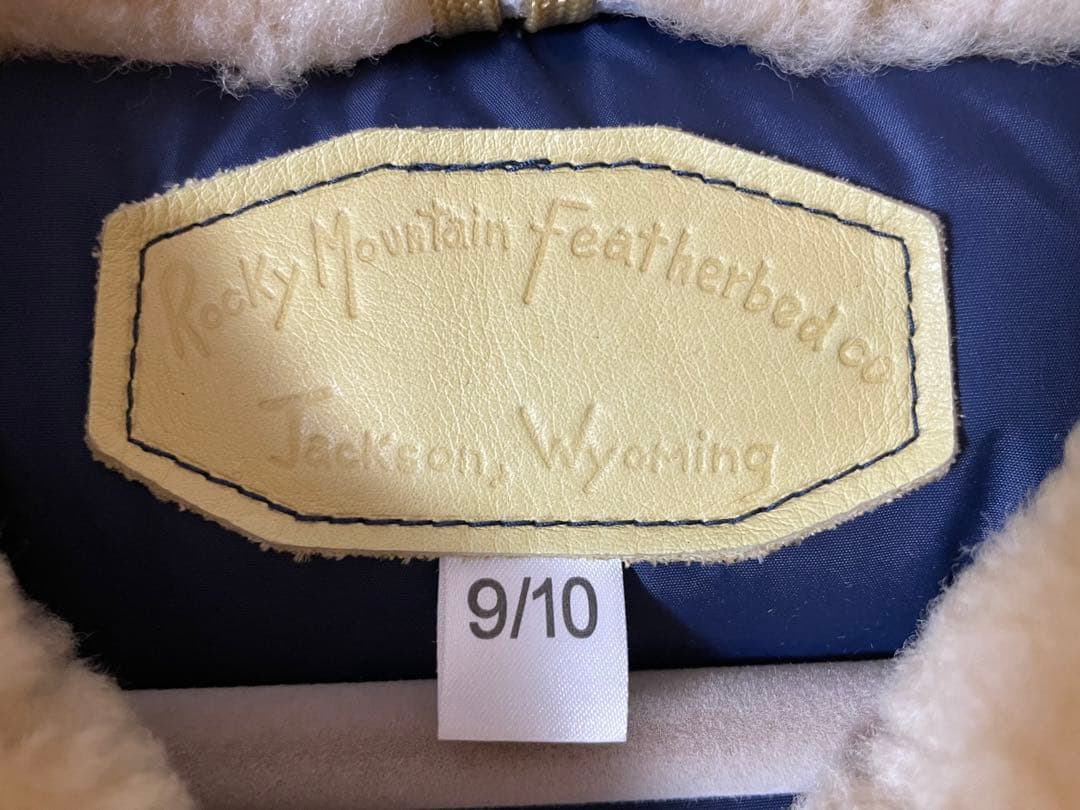 Rocky Mountain Featherbed co
Jackson, Wyoming
9/10